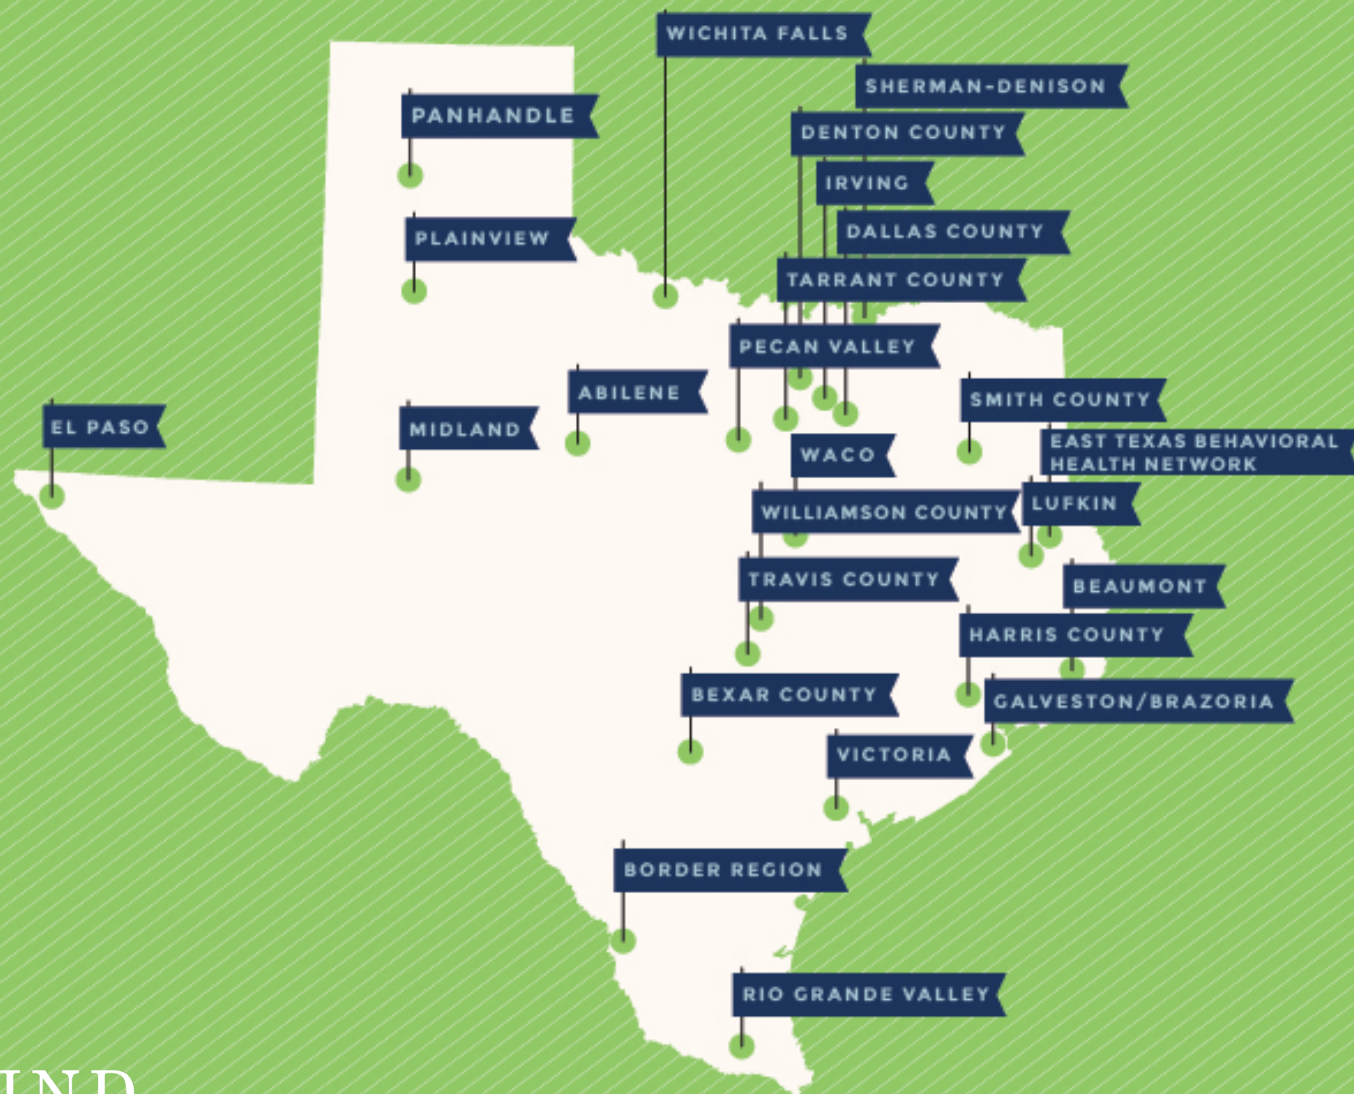 WICHITA FALLS
SHERMAN-DENISON
PANHANDLE
DENTON COUNTY
IRVING
DALLAS COUNTY
PLAINVIEW
TARRANT COUNTY
PECAN VALLEY
ABILENE
SMITH COUNTY
EL PASO
MIDLAND
EAST TEXAS BEHAVIORAL
HEALTH NETWORK
WACO
LUFKIN
WILLIAMSON COUNTY
TRAVIS COUNTY
BEAUMONT
HARRIS COUNTY
BEXAR COUNTY
GALVESTON/BRAZORIA
VICTORIA
BORDER REGION
RIO GRANDE VALLEY